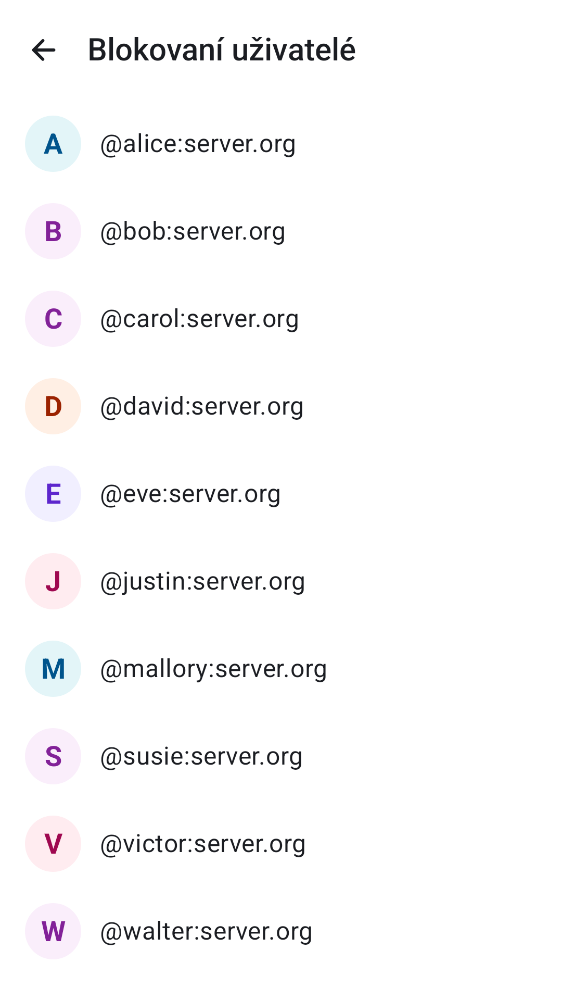 Blokovaní uživatelé
A @alice:server.org
B @bob:server.org
C @carol:server.org
D @david:server.org
E @eve:server.org
J @justin:server.org
M @mallory:server.org
S @susie:server.org
V @victor:server.org
W @walter:server.org